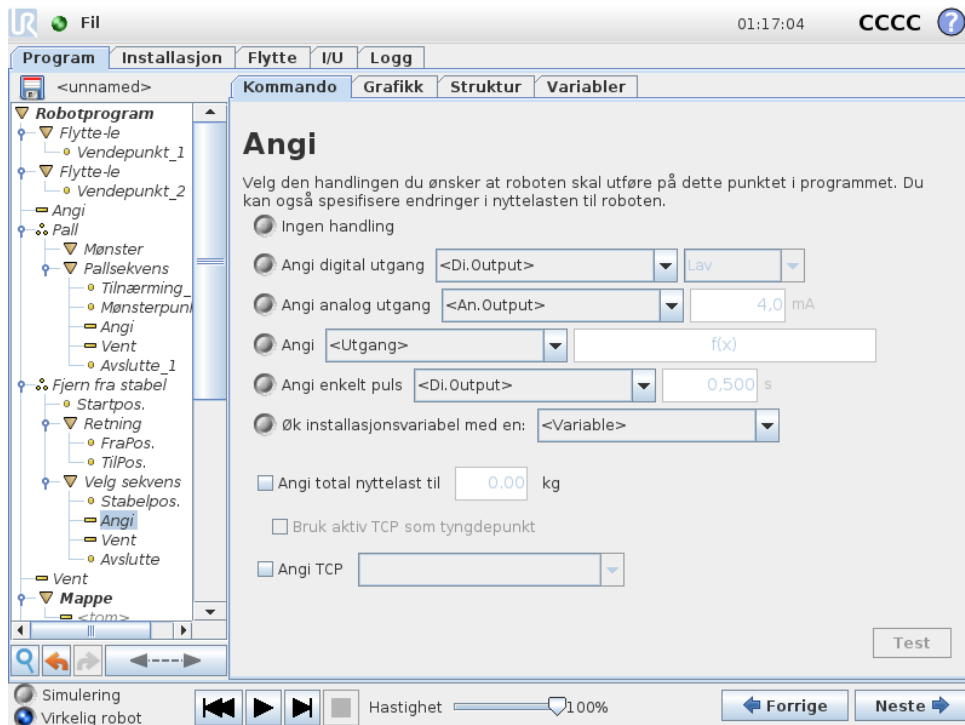 UR Fil 01:17:04 CCCC ?
Program Installasjon Flytte I/U Logg
<unnamed>
Kommando Grafikk Struktur Variabler
Robotprogram
Flytte-le
Vendepunkt_1
Flytte-le
Vendepunkt_2
Angi
Pall
Mønster
Pallsekvens
Tilnærming_
Mønsterpunl
Angi
Vent
Avslutte_1
Fjern fra stabel
Startpos.
Retning
FraPos.
TilPos.
Velg sekvens
Stabelpos.
Angi
Vent
Avslutte
Vent
Mappe
<tom>
Angi
Velg den handlingen du ønsker at roboten skal utføre på dette punktet i programmet. Du
kan også spesifisere endringer i nyttelasten til roboten.
Ingen handling
Angi digital utgang <Di.Output> Lav
Angi analog utgang <An.Output> 4,0 mA
Angi <Utgang> f(x)
Angi enkelt puls <Di.Output> 0,500 s
Øk installasjonsvariabel med en: <Variable>
Angi total nyttelast til 0.00 kg
Bruk aktiv TCP som tyngdepunkt
Angi TCP
Test
Simulering
Virkelig robot
Hastighet 100%
Forrige Neste